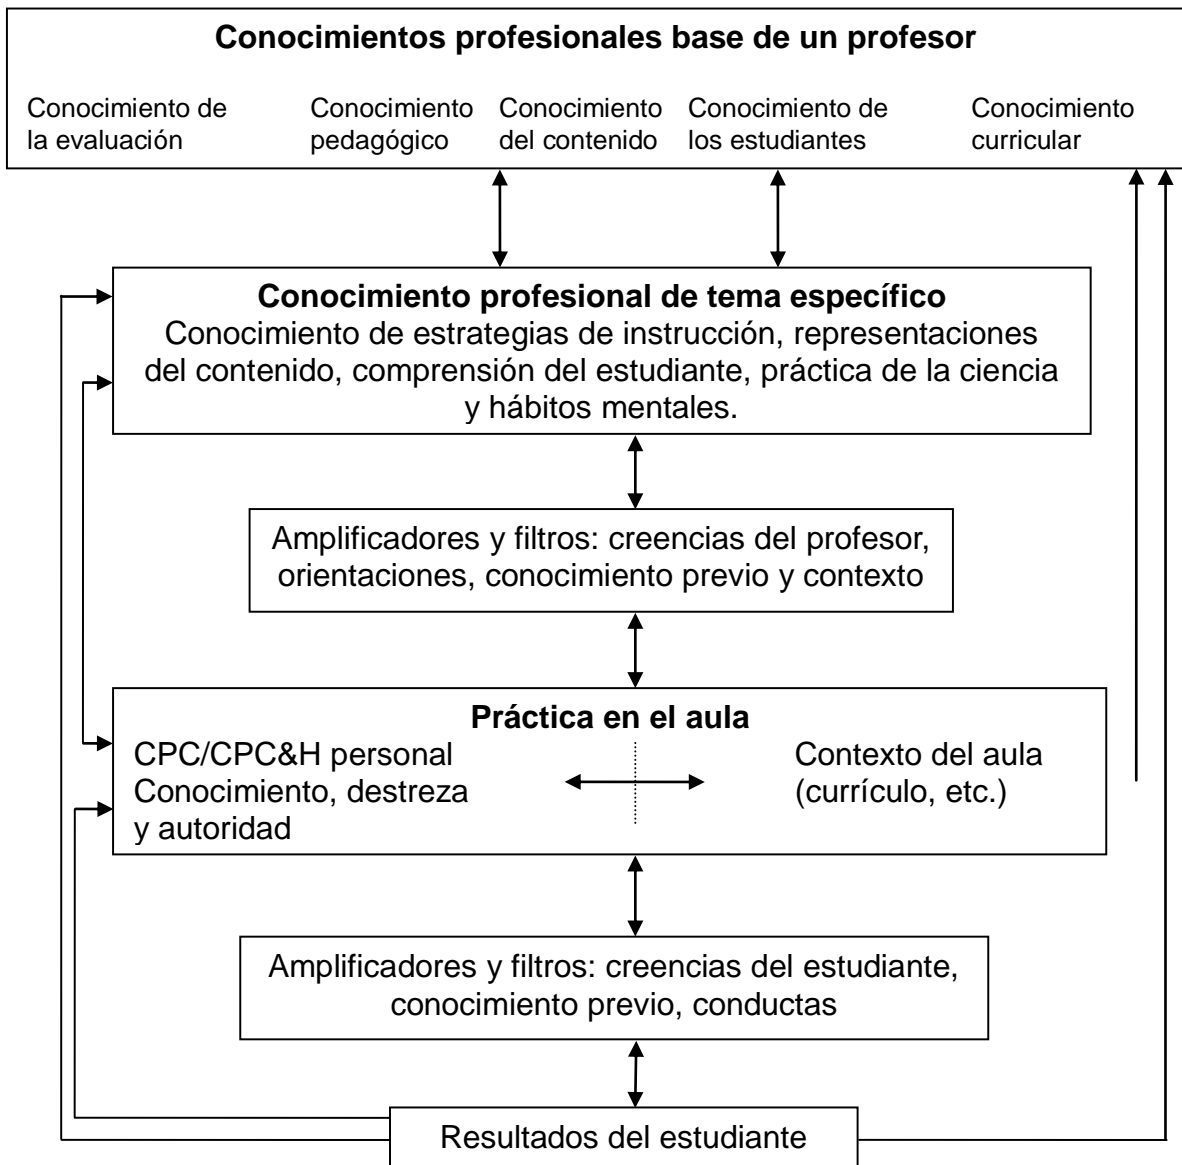 Conocimientos profesionales base de un profesor
Conocimiento de la evaluación
Conocimiento pedagógico
Conocimiento del contenido
Conocimiento de los estudiantes
Conocimiento curricular
Conocimiento profesional de tema específico
Conocimiento de estrategias de instrucción, representaciones
del contenido, comprensión del estudiante, práctica de la ciencia
y hábitos mentales.
Amplificadores y filtros: creencias del profesor,
orientaciones, conocimiento previo y contexto
Práctica en el aula
CPC/CPC&H personal
Conocimiento, destreza
y autoridad
Contexto del aula
(currículo, etc.)
Amplificadores y filtros: creencias del estudiante,
conocimiento previo, conductas
Resultados del estudiante